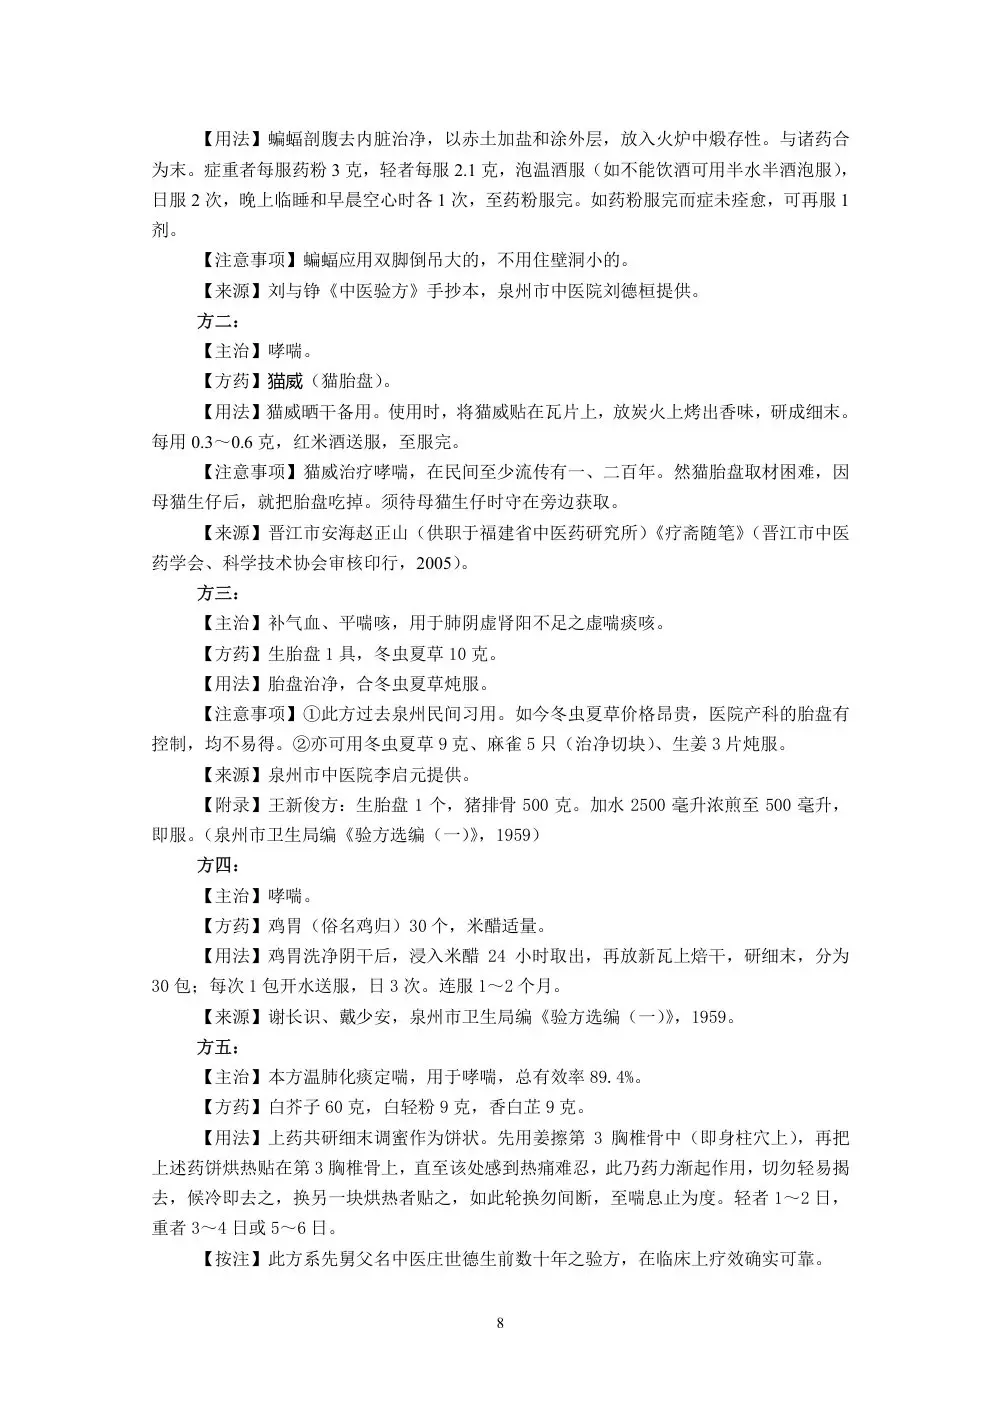 【用法】蝙蝠剖腹去内脏治净，以赤土加盐和涂外层，放入火炉中煅存性。与诸药合
为末。症重者每服药粉 3 克，轻者每服 2.1 克，泡温酒服（如不能饮酒可用半水半酒泡服），
日服 2 次，晚上临睡和早晨空心时各 1 次，至药粉服完。如药粉服完而症未痊愈，可再服 1
剂。
【注意事项】蝙蝠应用双脚倒吊大的，不用住壁洞小的。
【来源】刘与铮《中医验方》手抄本，泉州市中医院刘德桓提供。
方二：
【主治】哮喘。
【方药】猫威（猫胎盘）。
【用法】猫威晒干备用。使用时，将猫威贴在瓦片上，放炭火上烤出香味，研成细末。
每用 0.3～0.6 克，红米酒送服，至服完。
【注意事项】猫威治疗哮喘，在民间至少流传有一、二百年。然猫胎盘取材困难，因
母猫生仔后，就把胎盘吃掉。须待母猫生仔时守在旁边获取。
【来源】晋江市安海赵正山（供职于福建省中医药研究所）《疗斋随笔》（晋江市中医
药学会、科学技术协会审核印行，2005）。
方三：
【主治】补气血、平喘咳，用于肺阴虚肾阳不足之虚喘痰咳。
【方药】生胎盘 1 具，冬虫夏草 10 克。
【用法】胎盘治净，合冬虫夏草炖服。
【注意事项】①此方过去泉州民间习用。如今冬虫夏草价格昂贵，医院产科的胎盘有
控制，均不易得。②亦可用冬虫夏草 9 克、麻雀 5 只（治净切块）、生姜 3 片炖服。
【来源】泉州市中医院李启元提供。
【附录】王新俊方：生胎盘 1 个，猪排骨 500 克。加水 2500 毫升浓煎至 500 毫升，
即服。（泉州市卫生局编《验方选编（一）》，1959）
方四：
【主治】哮喘。
【方药】鸡胃（俗名鸡归）30 个，米醋适量。
【用法】鸡胃洗净阴干后，浸入米醋 24 小时取出，再放新瓦上焙干，研细末，分为
30 包；每次 1 包开水送服，日 3 次。连服 1～2 个月。
【来源】谢长识、戴少安，泉州市卫生局编《验方选编（一）》，1959。
方五：
【主治】本方温肺化痰定喘，用于哮喘，总有效率 89.4%。
【方药】白芥子 60 克，白轻粉 9 克，香白芷 9 克。
【用法】上药共研细末调蜜作为饼状。先用姜擦第 3 胸椎骨中（即身柱穴上），再把
上述药饼烘热贴在第 3 胸椎骨上，直至该处感到热痛难忍，此乃药力渐起作用，切勿轻易揭
去，候冷即去之，换另一块烘热者贴之，如此轮换勿间断，至喘息止为度。轻者 1～2 日，
重者 3～4 日或 5～6 日。
【按注】此方系先舅父名中医庄世德生前数十年之验方，在临床上疗效确实可靠。
8